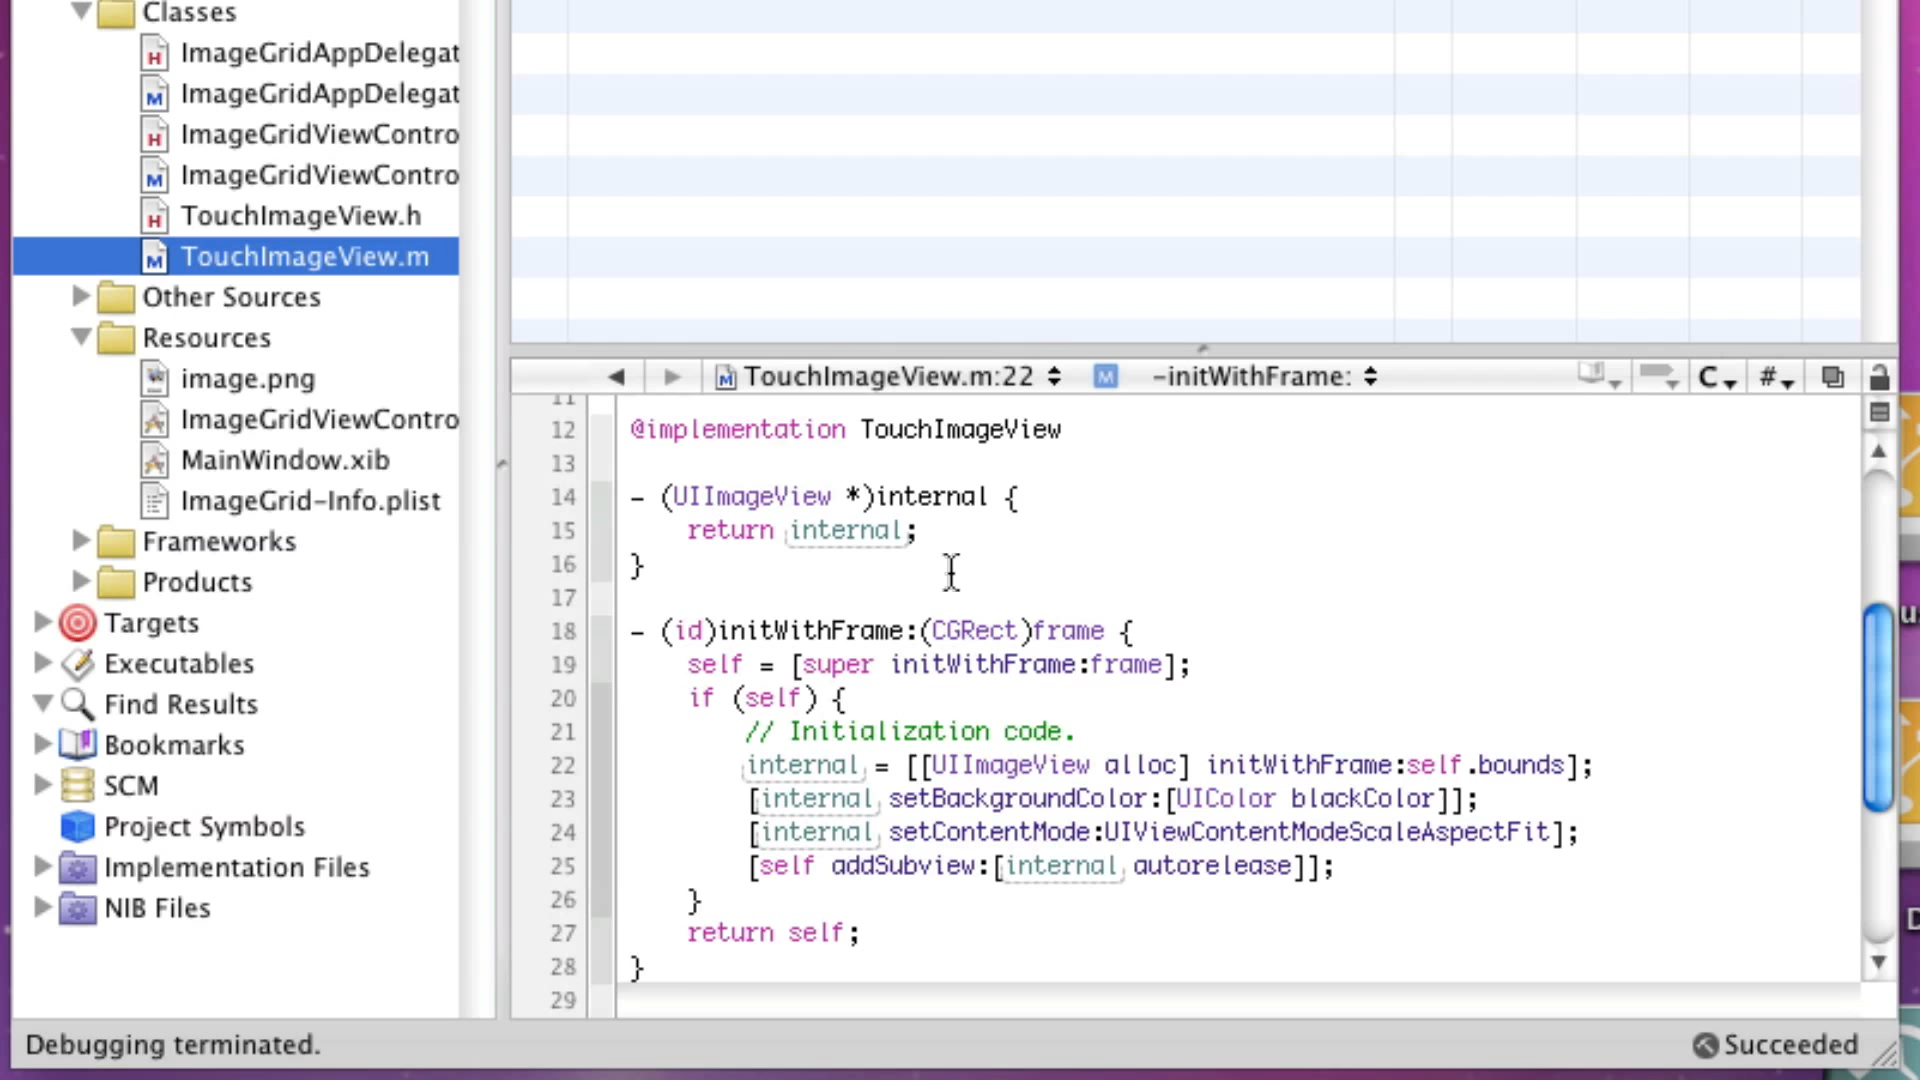 Classes
ImageGridAppDelegat
ImageGridAppDelegat
ImageGridViewContro
ImageGridViewContro
TouchImageView.h
TouchImageView.m
Other Sources
Resources
image.png
ImageGridViewContro
MainWindow.xib
ImageGrid-Info.plist
Frameworks
Products
Targets
Executables
Find Results
Bookmarks
SCM
Project Symbols
Implementation Files
NIB Files
TouchImageView.m:22 M -initWithFrame: C #
11
12 @implementation TouchImageView
13
14 - (UIImageView *)internal {
15 return internal;
16 }
17
18 - (id)initWithFrame:(CGRect)frame {
19 self = [super initWithFrame:frame];
20 if (self) {
21 // Initialization code.
22 internal = [[UIImageView alloc] initWithFrame:self.bounds];
23 [internal setBackgroundColor:[UIColor blackColor]];
24 [internal setContentMode:UIViewContentModeScaleAspectFit];
25 [self addSubview:[internal autorelease]];
26 }
27 return self;
28 }
29
Debugging terminated.
Succeeded